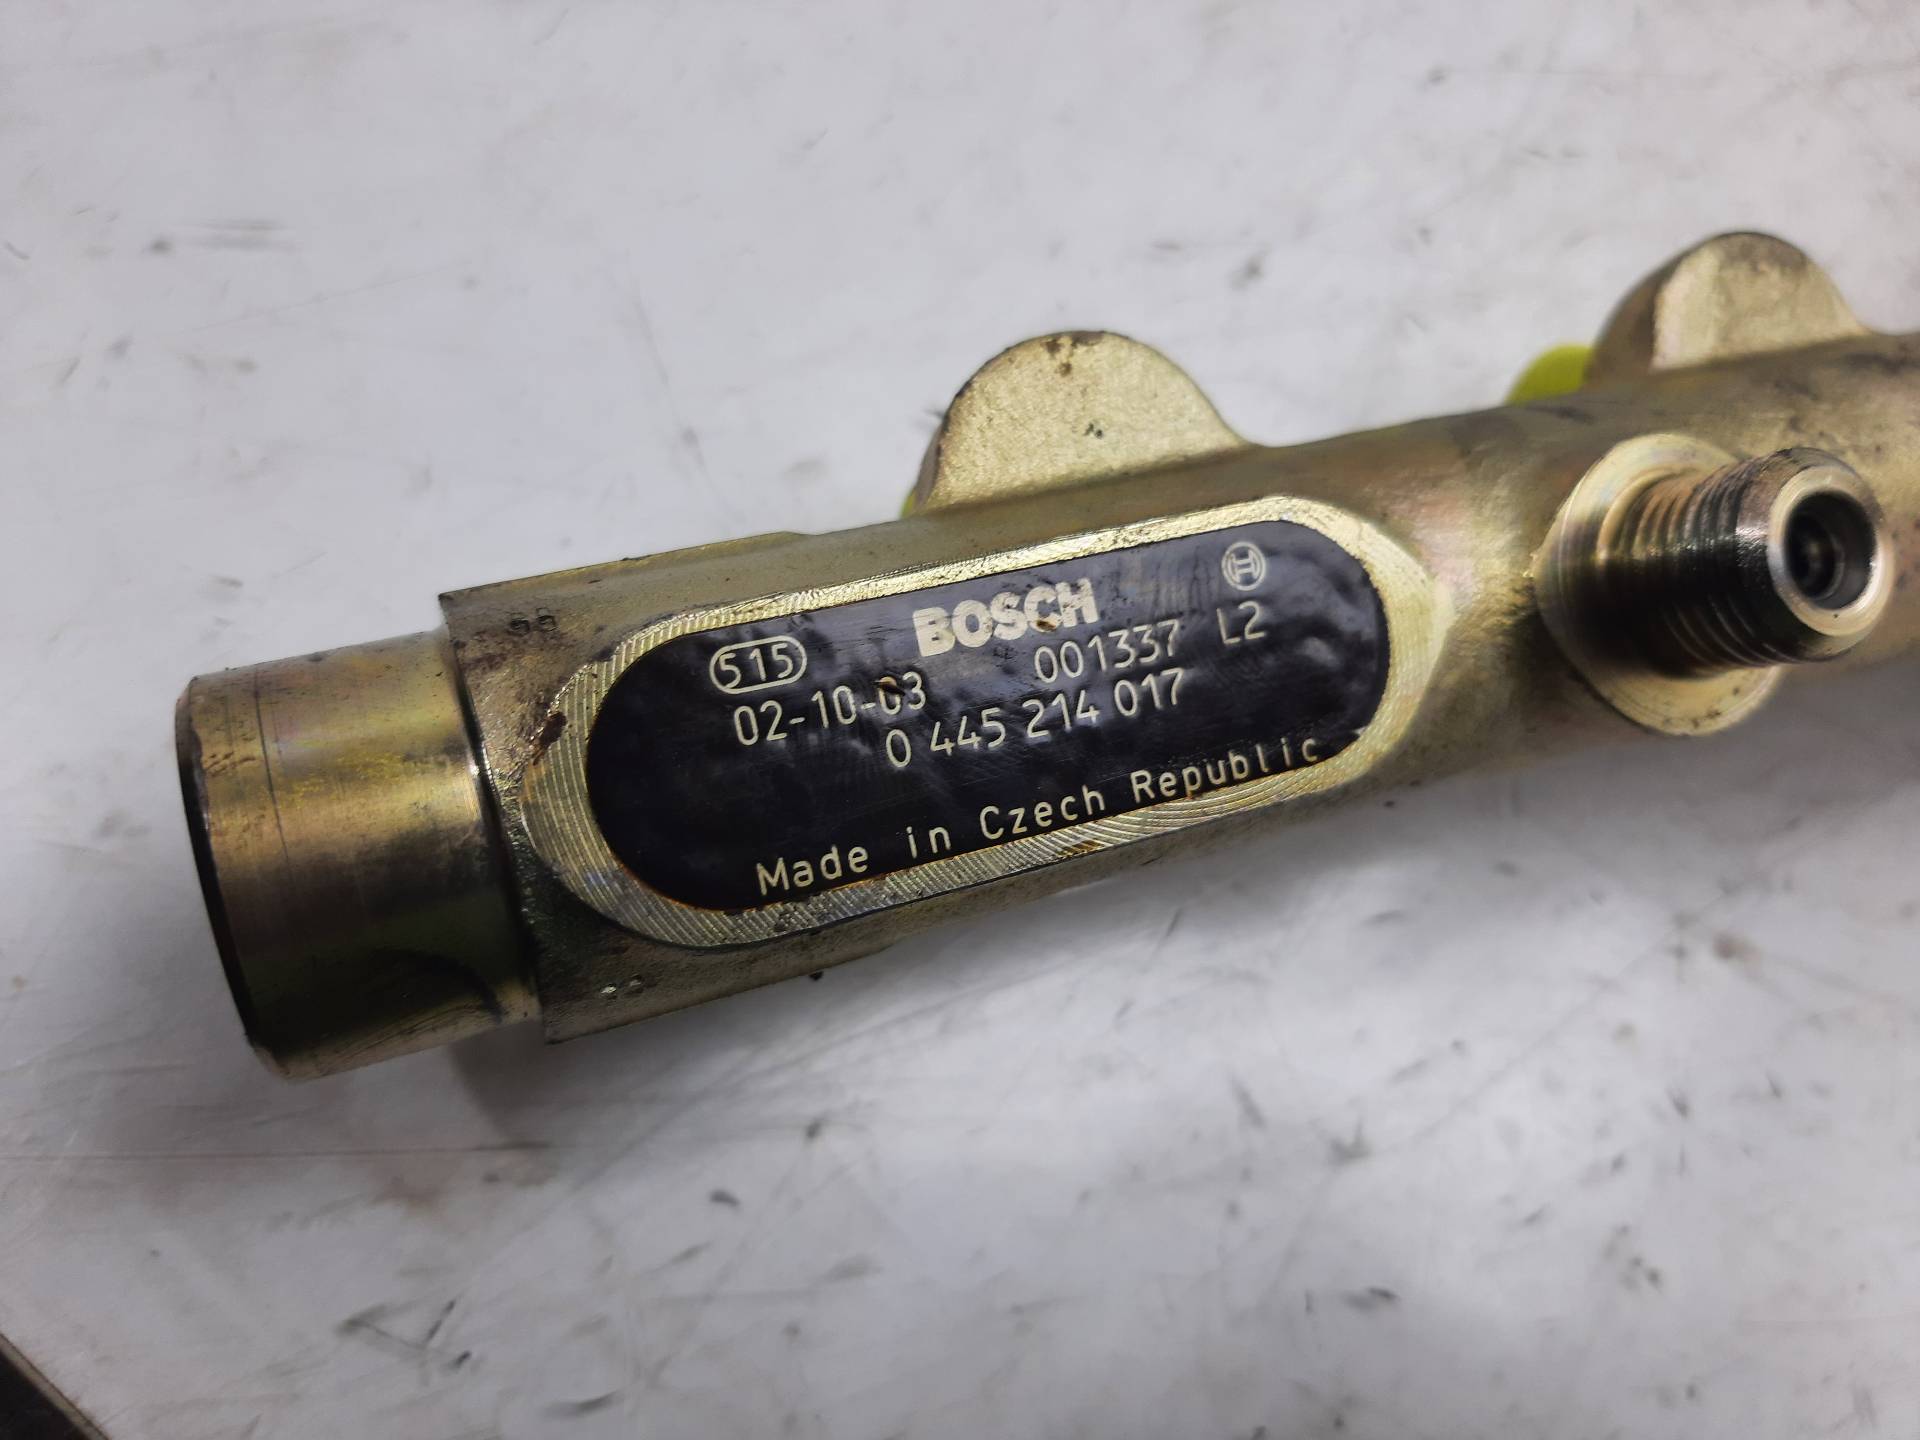 BOSCH
515
001337 L2
02-10-03
0 445 214 017
Made in Czech Republic